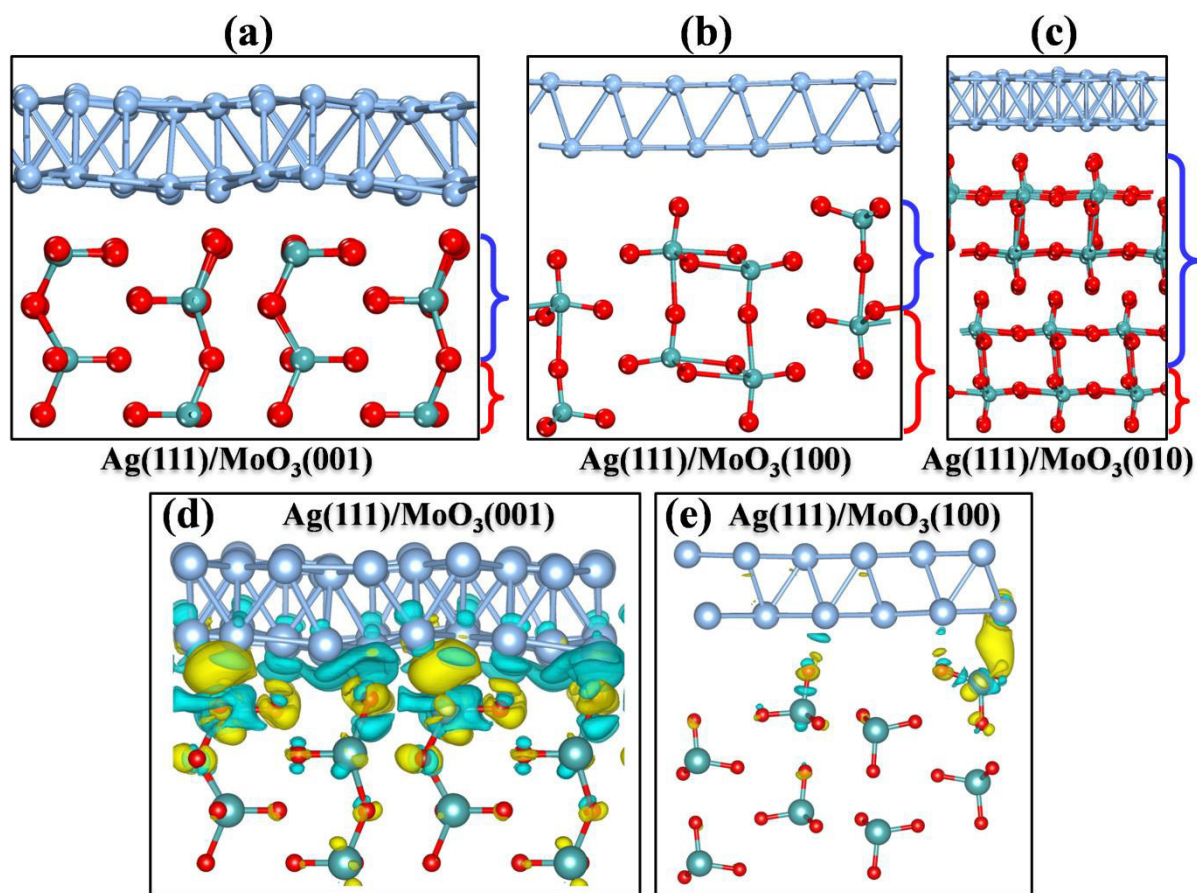 (a)
(b)
(c)
Ag(111)/MoO₃(001)
Ag(111)/MoO₃(100)
Ag(111)/MoO₃(010)
(d) Ag(111)/MoO₃(001)
(e) Ag(111)/MoO₃(100)